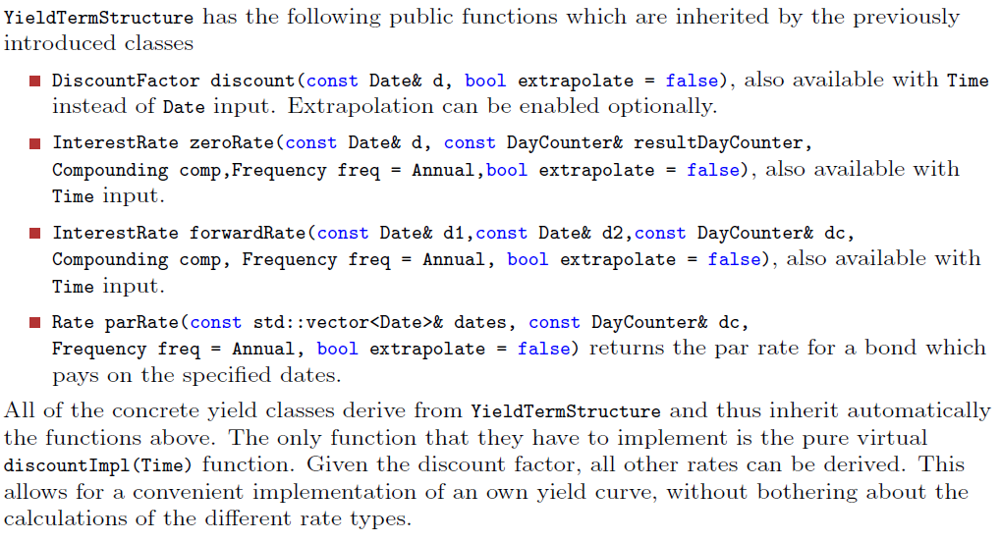 YieldTermStructure has the following public functions which are inherited by the previously
introduced classes
DiscountFactor discount(const Date& d, bool extrapolate = false), also available with Time
instead of Date input. Extrapolation can be enabled optionally.
InterestRate zeroRate(const Date& d, const DayCounter& resultDayCounter,
Compounding comp,Frequency freq = Annual,bool extrapolate = false), also available with
Time input.
InterestRate forwardRate(const Date& d1,const Date& d2,const DayCounter& dc,
Compounding comp, Frequency freq = Annual, bool extrapolate = false), also available with
Time input.
Rate parRate(const std::vector<Date>& dates, const DayCounter& dc,
Frequency freq = Annual, bool extrapolate = false) returns the par rate for a bond which
pays on the specified dates.
All of the concrete yield classes derive from YieldTermStructure and thus inherit automatically
the functions above. The only function that they have to implement is the pure virtual
discountImpl(Time) function. Given the discount factor, all other rates can be derived. This
allows for a convenient implementation of an own yield curve, without bothering about the
calculations of the different rate types.